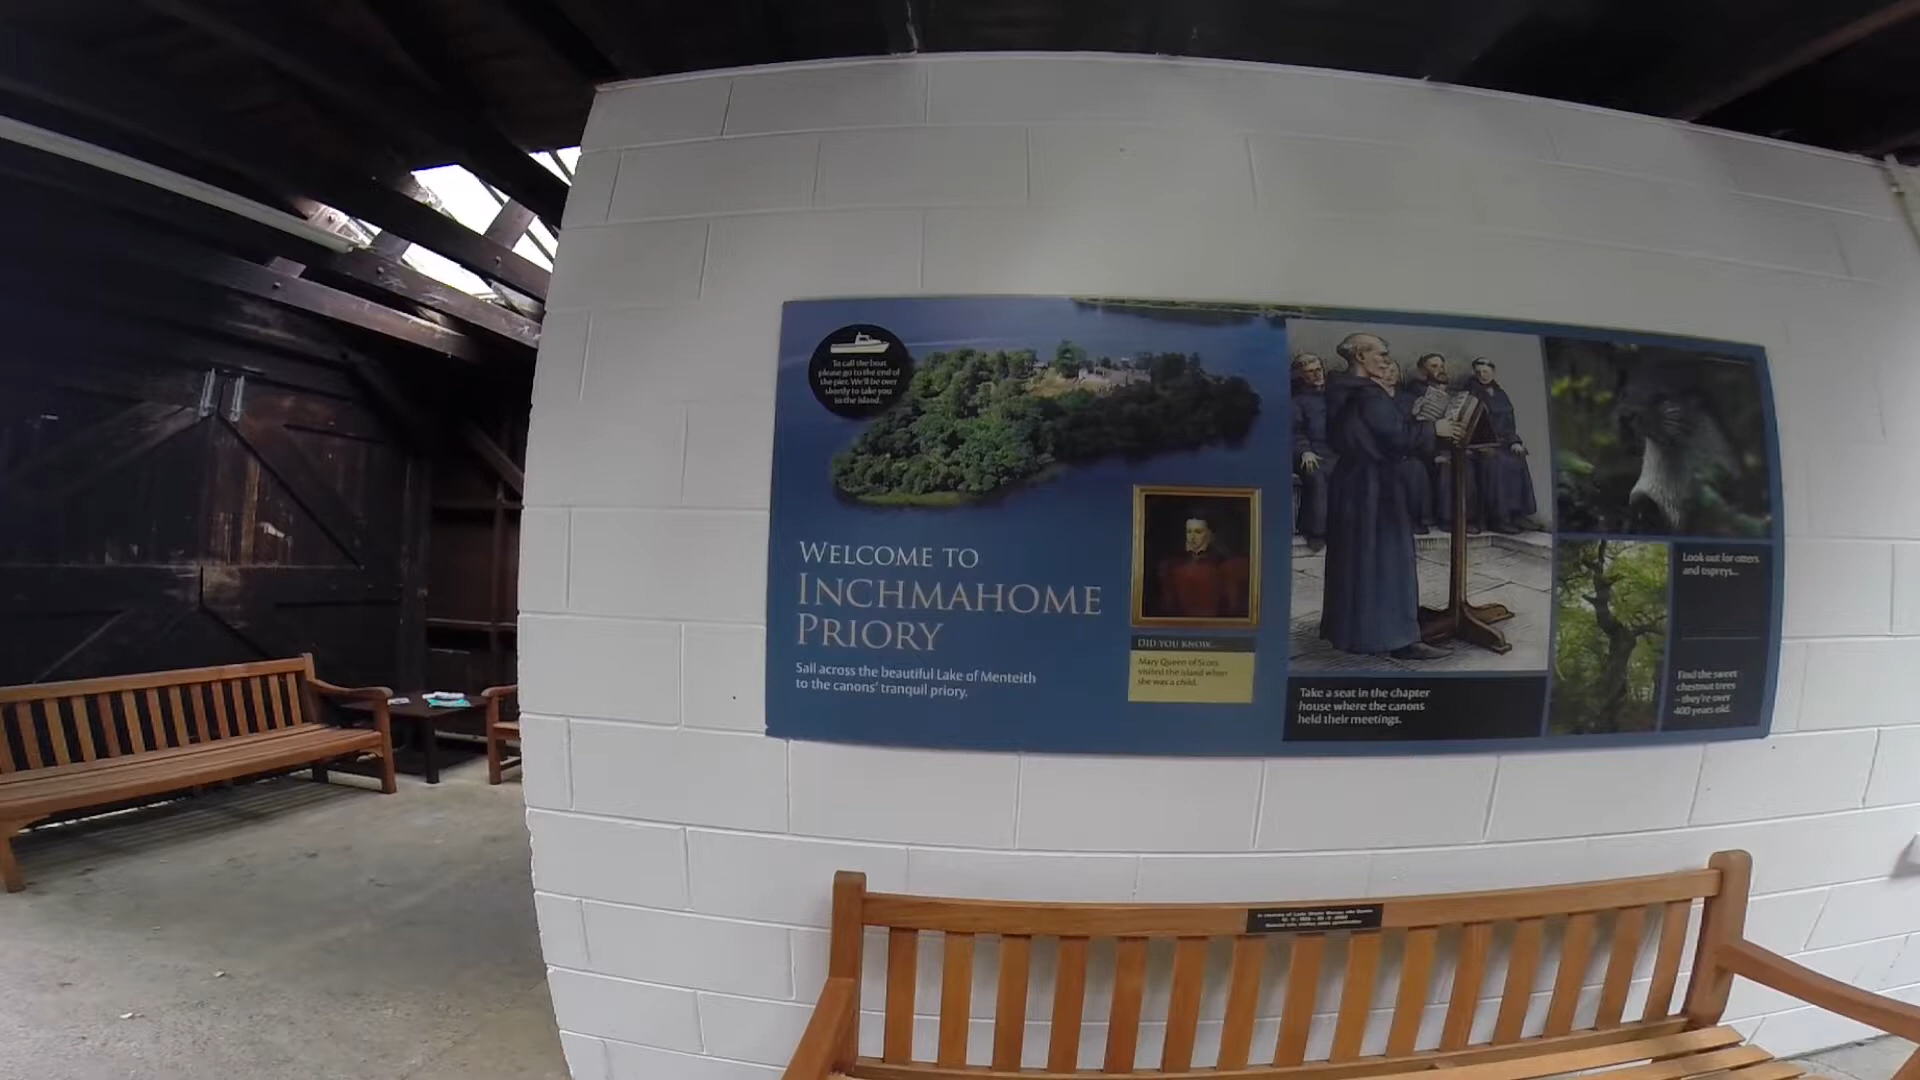 To call the boat
please go to the end of
the pier. We'll be over
shortly to take you
to the island.
WELCOME TO
INCHMAHOME
PRIORY
Sail across the beautiful Lake of Menteith
to the canons' tranquil priory.
DID YOU KNOW...
Mary Queen of Scots
visited the island when
she was a child.
Take a seat in the chapter
house where the canons
held their meetings.
Look out for otters
and ospreys...
Find the sweet
chestnut trees
– they're over
400 years old.
In memory of